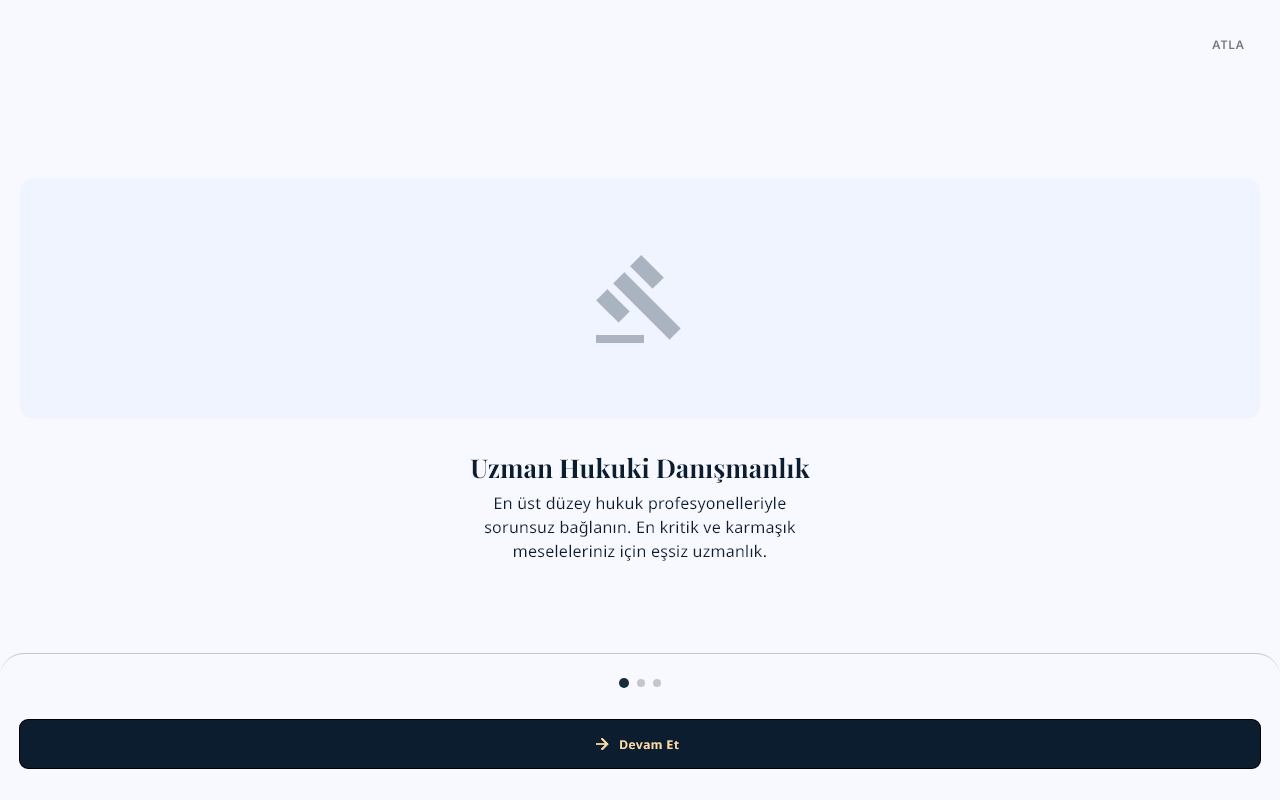 ATLA
Uzman Hukuki Danışmanlık
En üst düzey hukuk profesyonelleriyle
sorunsuz bağlanın. En kritik ve karmaşık
meseleleriniz için eşsiz uzmanlık.
Devam Et